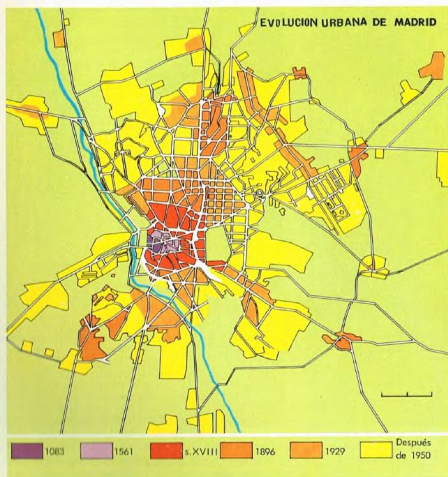 EVOLUCION URBANA DE MADRID
1083
1561
s. XVIII
1896
1929
Después
de 1950